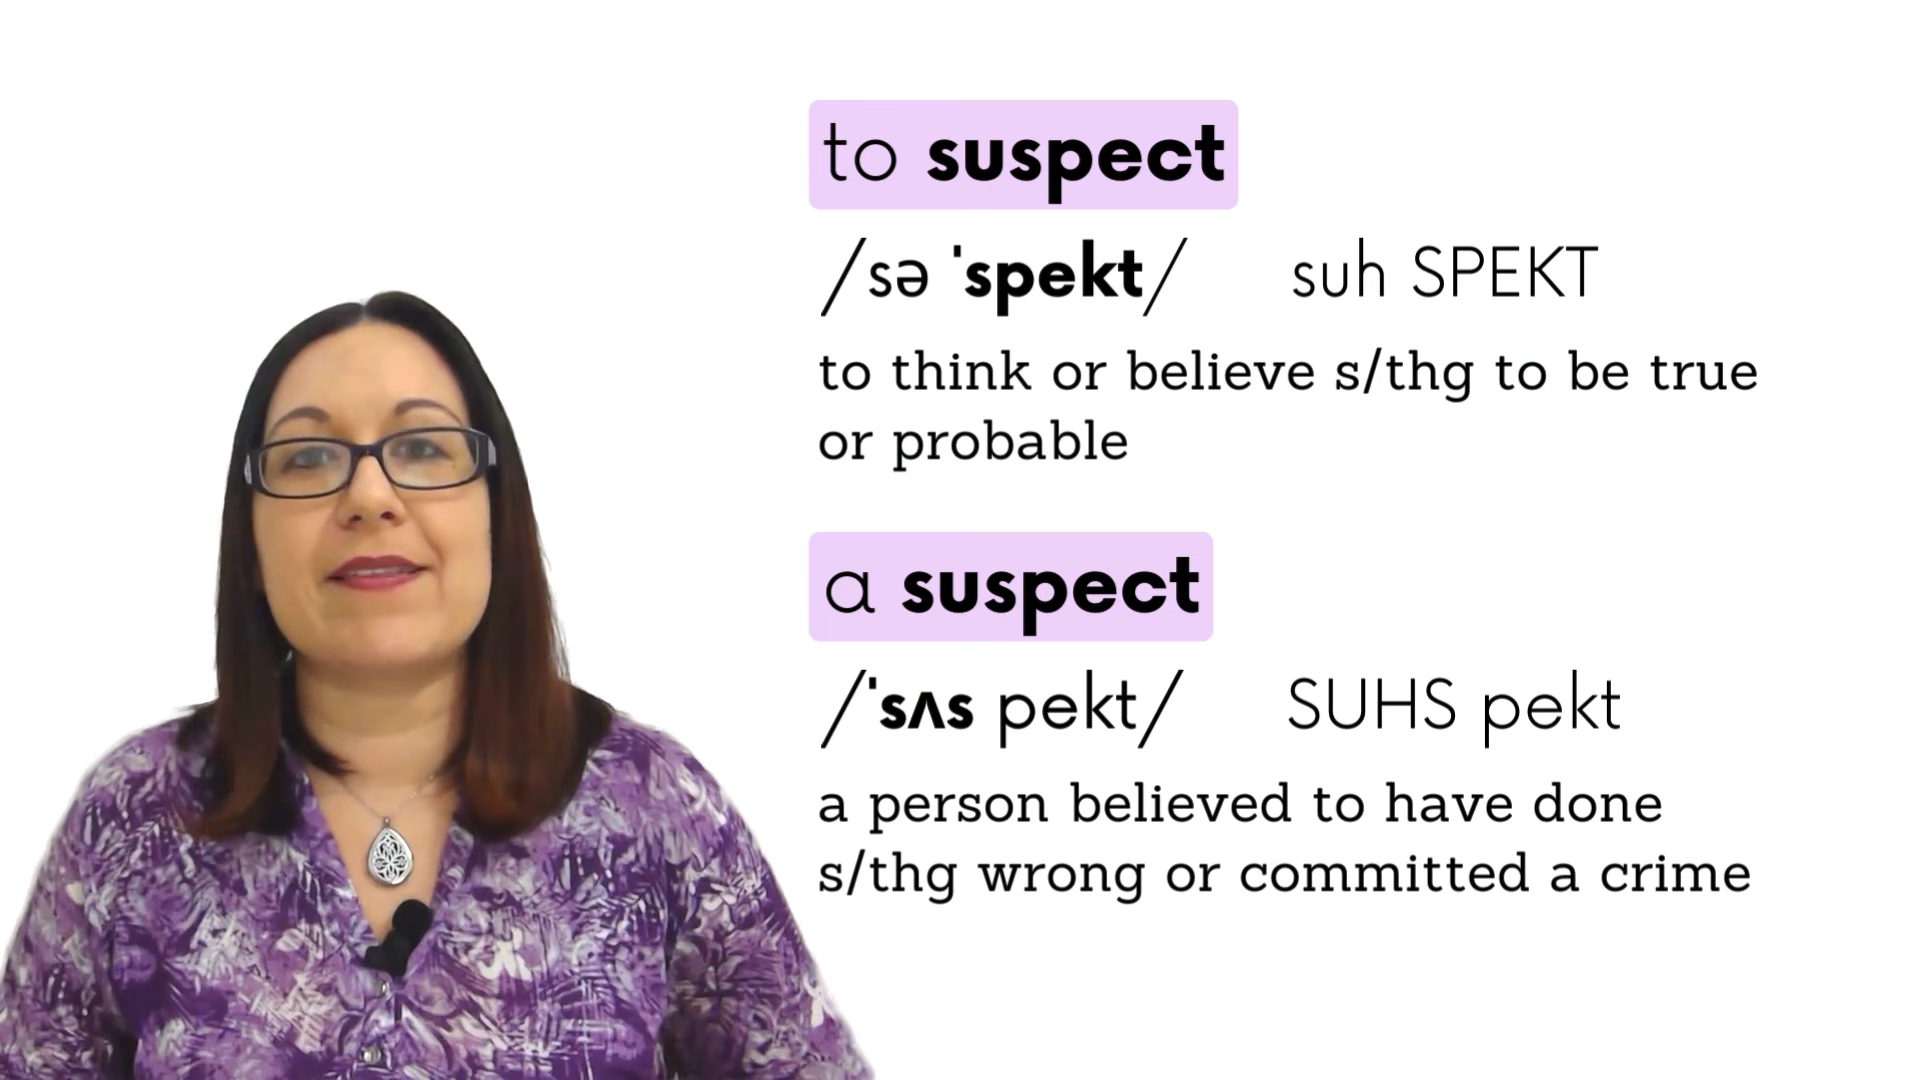 to suspect
/sə ˈspekt/ suh SPEKT
to think or believe s/thg to be true
or probable
a suspect
/ˈsʌs pekt/ SUHS pekt
a person believed to have done
s/thg wrong or committed a crime